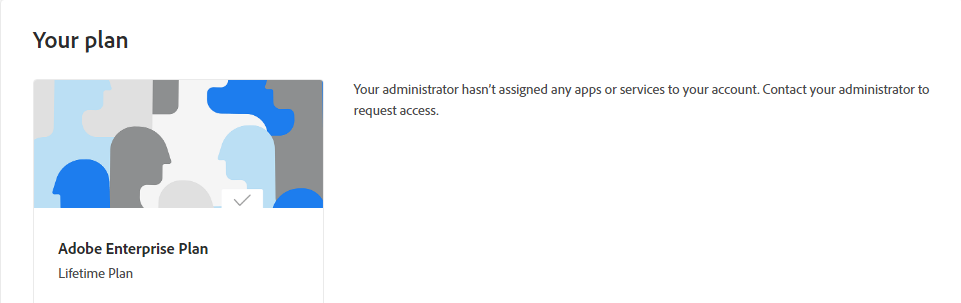 Your plan
Your administrator hasn't assigned any apps or services to your account. Contact your administrator to
request access.
Adobe Enterprise Plan
Lifetime Plan